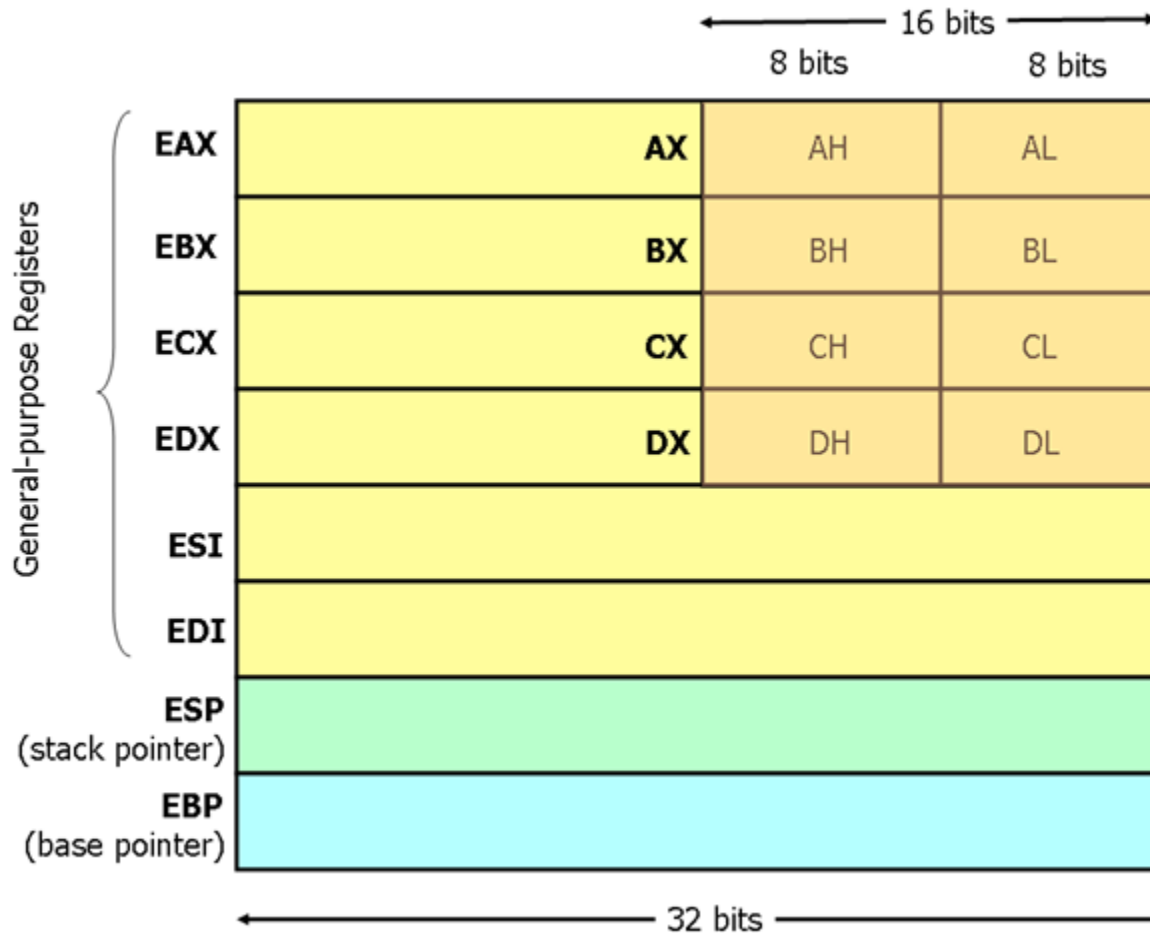 16 bits
8 bits 8 bits
General-purpose Registers
EAX AX AH AL
EBX BX BH BL
ECX CX CH CL
EDX DX DH DL
ESI
EDI
ESP
(stack pointer)
EBP
(base pointer)
32 bits